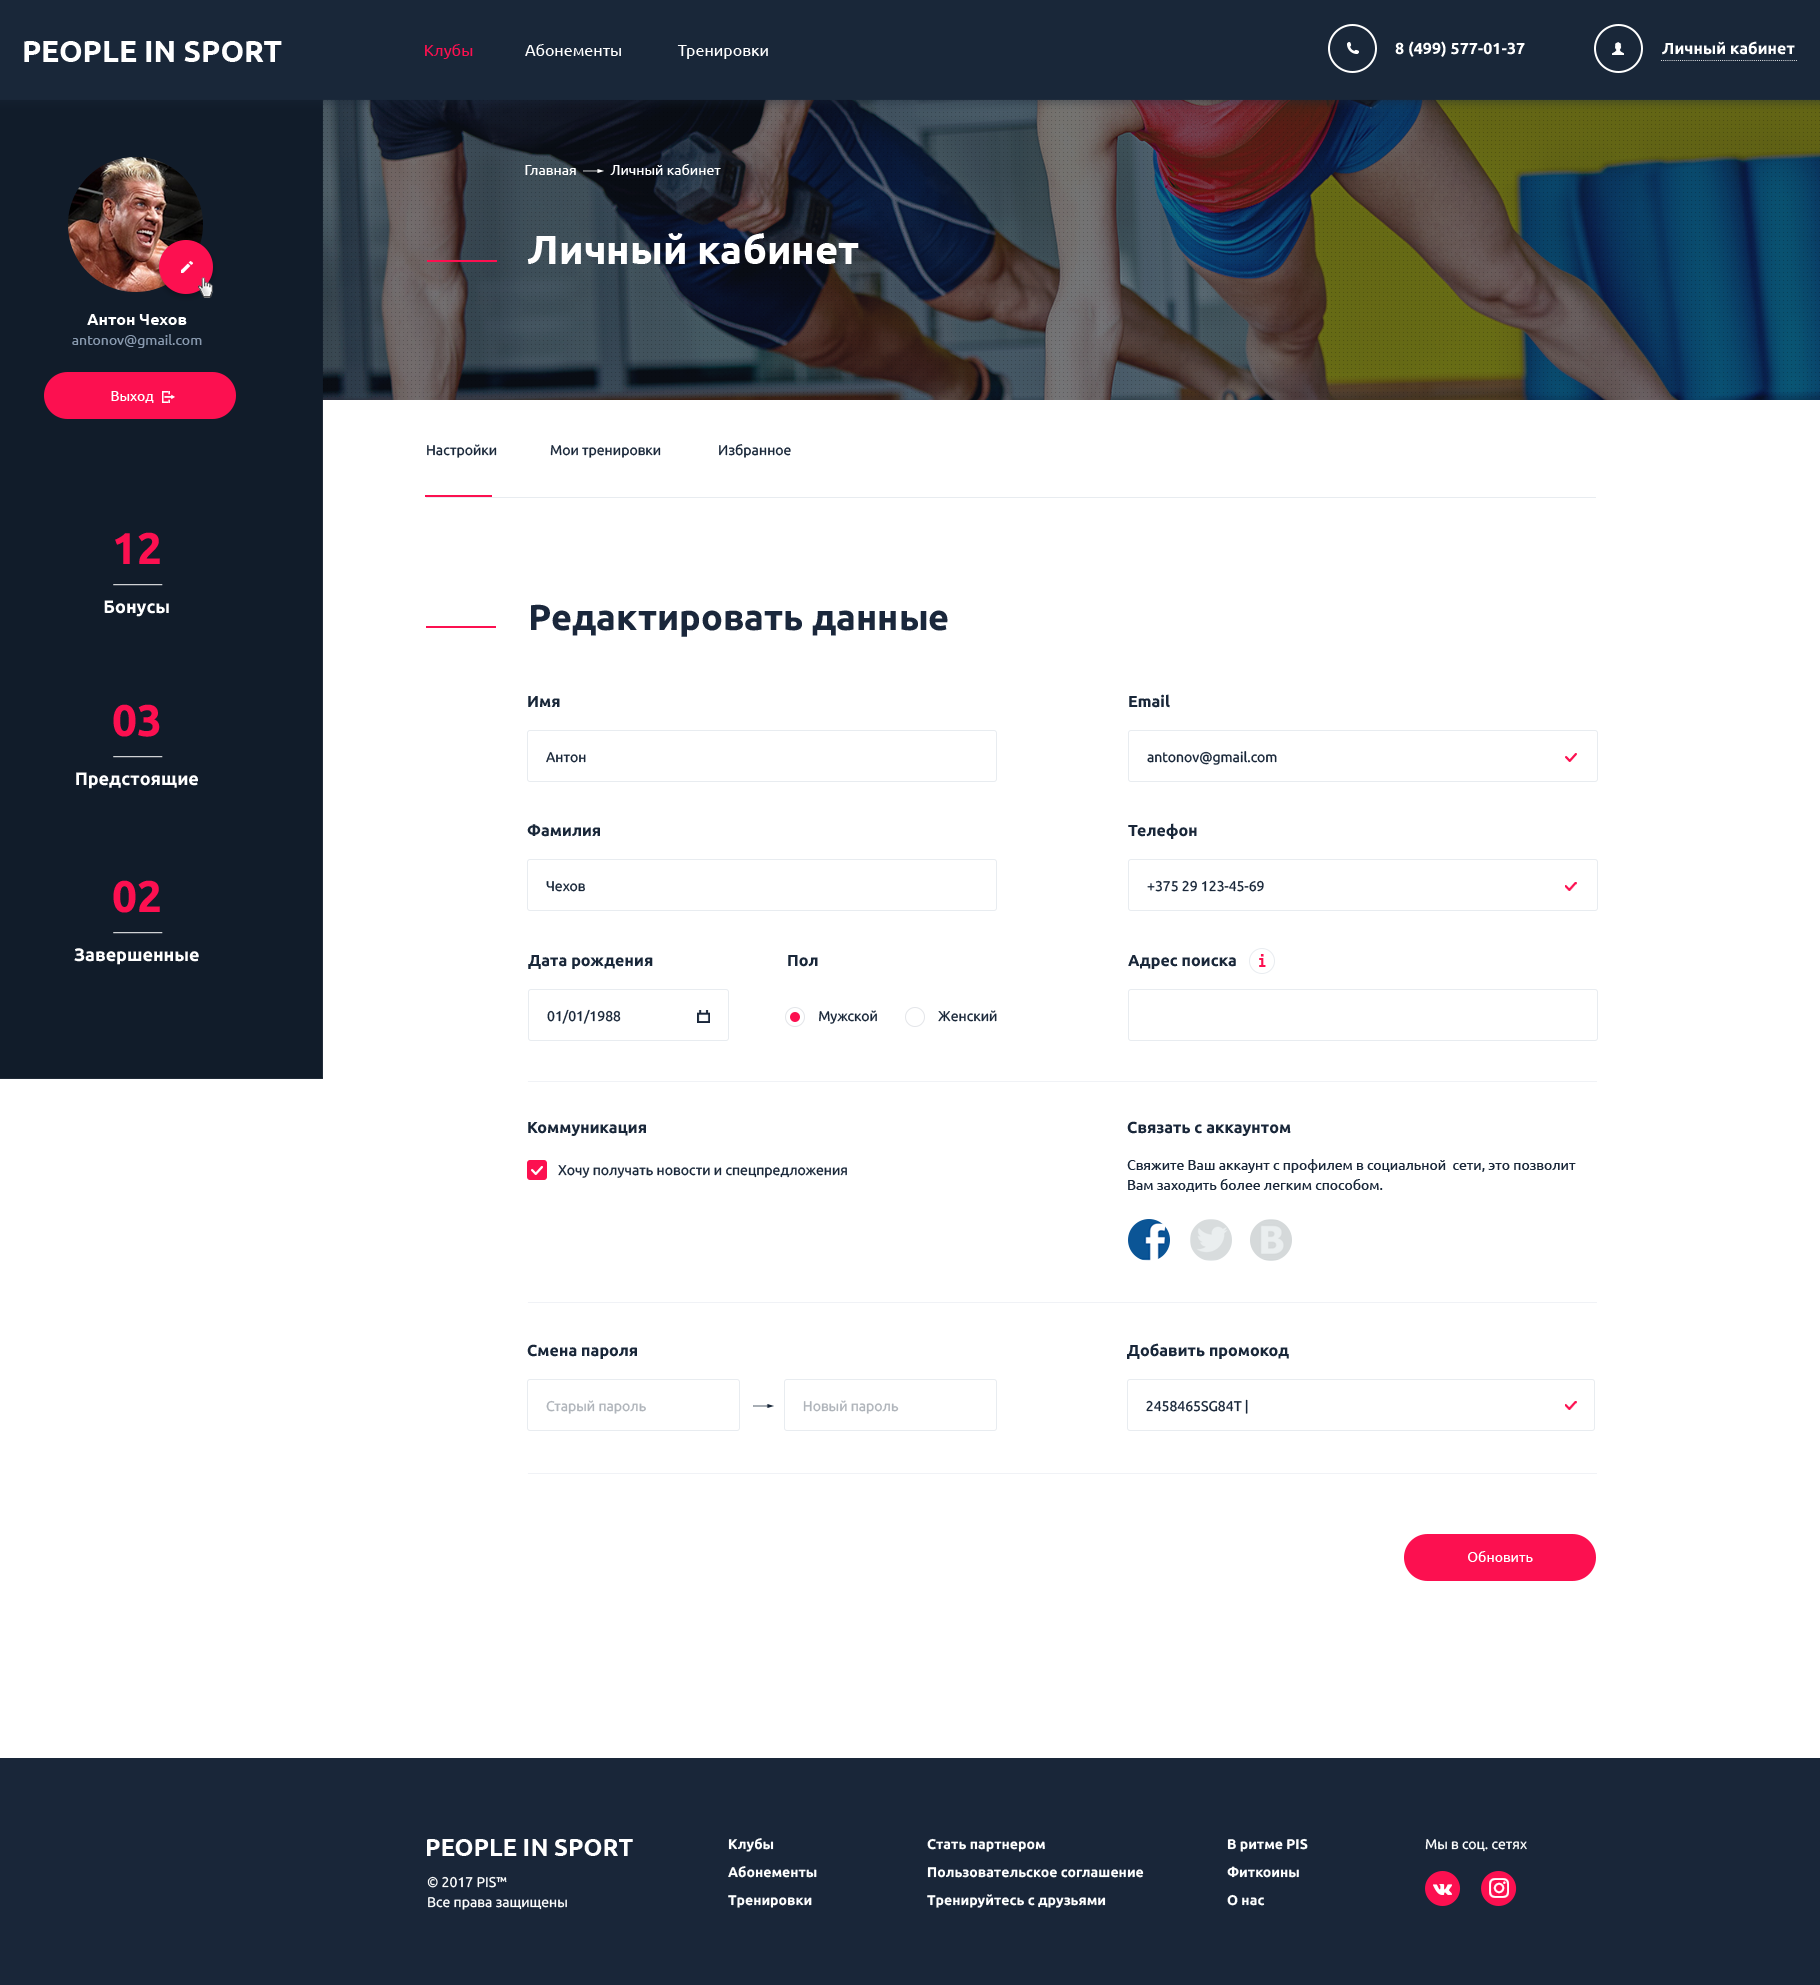 PEOPLE IN SPORT
Клубы
Абонементы
Тренировки
8 (499) 577-01-37
Личный кабинет
Главная
Личный кабинет
Личный кабинет
Антон Чехов
antonov@gmail.com
Выход
12
Бонусы
03
Предстоящие
02
Завершенные
Настройки
Мои тренировки
Избранное
Редактировать данные
Имя
Антон
Email
antonov@gmail.com
Фамилия
Чехов
Телефон
+375 29 123-45-69
Дата рождения
01/01/1988
Пол
Мужской
Женский
Адрес поиска
i
Коммуникация
Хочу получать новости и спецпредложения
Связать с аккаунтом
Свяжите Ваш аккаунт с профилем в социальной сети, это позволит
Вам заходить более легким способом.
Смена пароля
Старый пароль
Новый пароль
Добавить промокод
2458465SG84T |
Обновить
PEOPLE IN SPORT
© 2017 PIS™
Все права защищены
Клубы
Абонементы
Тренировки
Стать партнером
Пользовательское соглашение
Тренируйтесь с друзьями
В ритме PIS
Фиткоины
О нас
Мы в соц. сетях